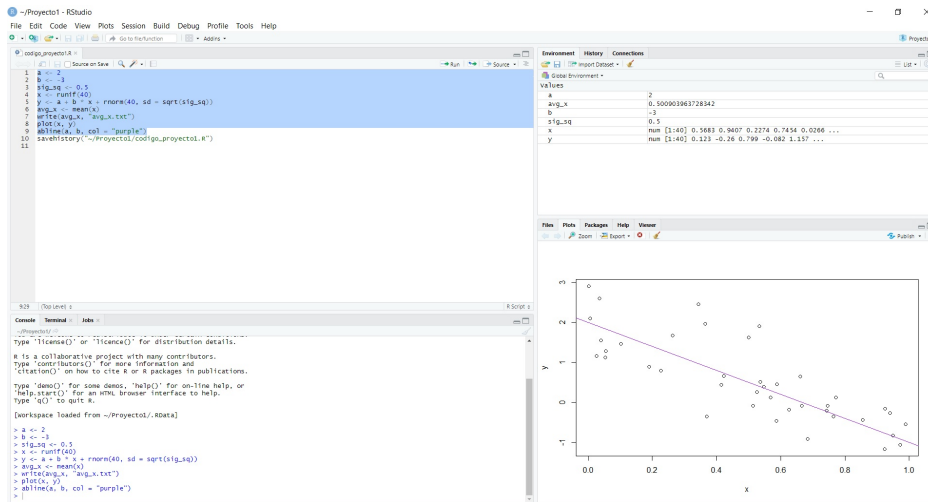 ~/Proyecto1 - RStudio
File Edit Code View Plots Session Build Debug Profile Tools Help
Go to file/function Addins
Proyecto
codigo_proyecto1.R
Source on Save Run Source
1 a <- 2
2 b <- -3
3 sig_sq <- 0.5
4 x <- runif(40)
5 y <- a + b * x + rnorm(40, sd = sqrt(sig_sq))
6 avg_x <- mean(x)
7 write(avg_x, "avg_x.txt")
8 plot(x, y)
9 abline(a, b, col = "purple")
10 savehistory("~/Proyecto1/codigo_proyecto1.R")
11
9:29 (Top Level) R Script
Console Terminal Jobs
~/Proyecto1/
Type 'license()' or 'licence()' for distribution details.
R is a collaborative project with many contributors.
Type 'contributors()' for more information and
'citation()' on how to cite R or R packages in publications.
Type 'demo()' for some demos, 'help()' for on-line help, or
'help.start()' for an HTML browser interface to help.
Type 'q()' to quit R.
[Workspace loaded from ~/Proyecto1/.RData]
> a <- 2
> b <- -3
> sig_sq <- 0.5
> x <- runif(40)
> y <- a + b * x + rnorm(40, sd = sqrt(sig_sq))
> avg_x <- mean(x)
> write(avg_x, "avg_x.txt")
> plot(x, y)
> abline(a, b, col = "purple")
>
Environment History Connections
Import Dataset List
Global Environment
Values
a 2
avg_x 0.500903963728342
b -3
sig_sq 0.5
x num [1:40] 0.5683 0.9407 0.2274 0.7454 0.0266 ...
y num [1:40] 0.123 -0.26 0.799 -0.082 1.157 ...
Files Plots Packages Help Viewer
Zoom Export Publish
3
2
1
0
-1
y
0.0 0.2 0.4 0.6 0.8 1.0
x